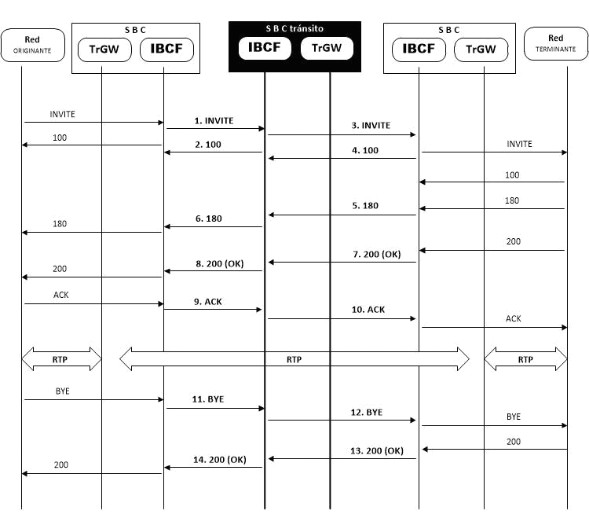 S B C
S B C tránsito
S B C
Red
ORIGINANTE
TrGW
IBCF
IBCF
TrGW
IBCF
TrGW
Red
TERMINANTE
INVITE
1. INVITE
3. INVITE
100
2. 100
4. 100
INVITE
100
5. 180
180
180
6. 180
200
7. 200 (OK)
8. 200 (OK)
200
ACK
9. ACK
10. ACK
ACK
RTP
RTP
RTP
BYE
11. BYE
12. BYE
BYE
200
13. 200 (OK)
14. 200 (OK)
200